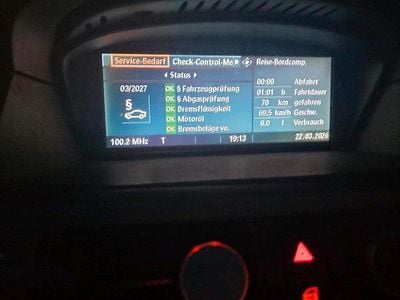 Service-Bedarf Check-Control-Me Reise-Bordcomp.
Status
03/2027
§
OK § Fahrzeugprüfung
OK § Abgasprüfung
OK Bremsflüssigkeit
OK Motoröl
OK Bremsbeläge vo.
00:00 Abfahrt
01:01 h Fahrtdauer
70 km gefahren
69.5 km/h Geschw.
8.0 l Verbrauch
100.2 MHz T 19:13 22.03.2026